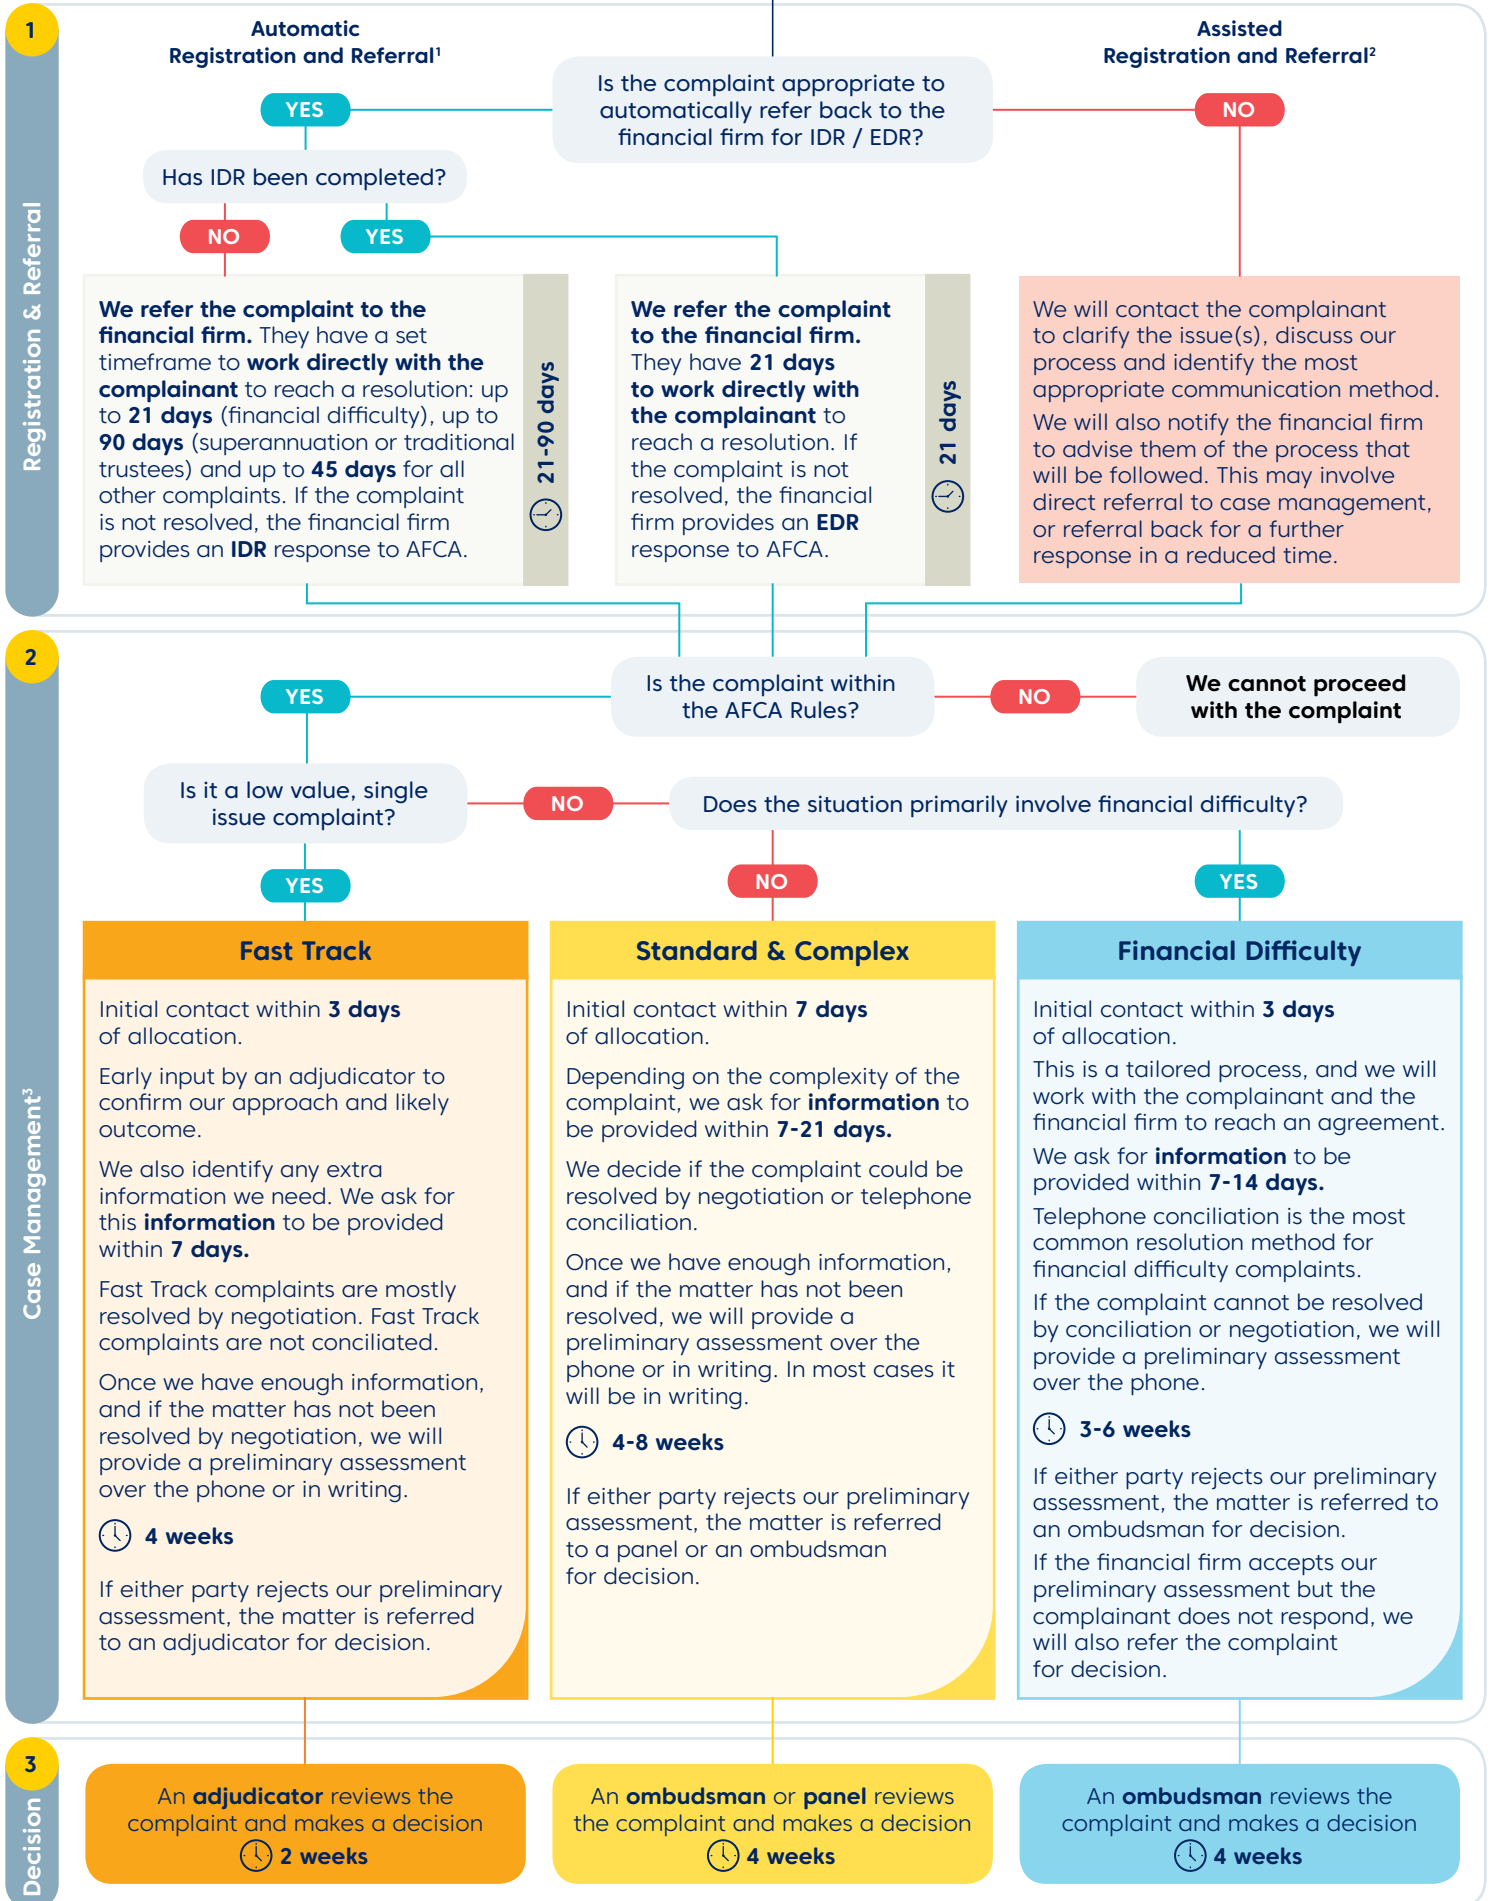 1
Registration & Referral
Automatic
Registration and Referral¹
Assisted
Registration and Referral²
Is the complaint appropriate to
automatically refer back to the
financial firm for IDR / EDR?
YES
NO
Has IDR been completed?
NO
YES
We refer the complaint to the
financial firm. They have a set
timeframe to work directly with the
complainant to reach a resolution: up
to 21 days (financial difficulty), up to
90 days (superannuation or traditional
trustees) and up to 45 days for all
other complaints. If the complaint
is not resolved, the financial firm
provides an IDR response to AFCA.
21-90 days
We refer the complaint
to the financial firm.
They have 21 days
to work directly with
the complainant to
reach a resolution. If
the complaint is not
resolved, the financial
firm provides an EDR
response to AFCA.
21 days
We will contact the complainant
to clarify the issue(s), discuss our
process and identify the most
appropriate communication method.
We will also notify the financial firm
to advise them of the process that
will be followed. This may involve
direct referral to case management,
or referral back for a further
response in a reduced time.
2
Case Management³
Is the complaint within
the AFCA Rules?
YES
NO
We cannot proceed
with the complaint
Is it a low value, single
issue complaint?
NO
Does the situation primarily involve financial difficulty?
YES
NO
YES
Fast Track
Initial contact within 3 days
of allocation.
Early input by an adjudicator to
confirm our approach and likely
outcome.
We also identify any extra
information we need. We ask for
this information to be provided
within 7 days.
Fast Track complaints are mostly
resolved by negotiation. Fast Track
complaints are not conciliated.
Once we have enough information,
and if the matter has not been
resolved by negotiation, we will
provide a preliminary assessment
over the phone or in writing.
4 weeks
If either party rejects our preliminary
assessment, the matter is referred
to an adjudicator for decision.
Standard & Complex
Initial contact within 7 days
of allocation.
Depending on the complexity of the
complaint, we ask for information to
be provided within 7-21 days.
We decide if the complaint could be
resolved by negotiation or telephone
conciliation.
Once we have enough information,
and if the matter has not been
resolved, we will provide a
preliminary assessment over the
phone or in writing. In most cases it
will be in writing.
4-8 weeks
If either party rejects our preliminary
assessment, the matter is referred
to a panel or an ombudsman
for decision.
Financial Difficulty
Initial contact within 3 days
of allocation.
This is a tailored process, and we will
work with the complainant and the
financial firm to reach an agreement.
We ask for information to be
provided within 7-14 days.
Telephone conciliation is the most
common resolution method for
financial difficulty complaints.
If the complaint cannot be resolved
by conciliation or negotiation, we will
provide a preliminary assessment
over the phone.
3-6 weeks
If either party rejects our preliminary
assessment, the matter is referred to
an ombudsman for decision.
If the financial firm accepts our
preliminary assessment but the
complainant does not respond, we
will also refer the complaint
for decision.
3
Decision
An adjudicator reviews the
complaint and makes a decision
2 weeks
An ombudsman or panel reviews
the complaint and makes a decision
4 weeks
An ombudsman reviews the
complaint and makes a decision
4 weeks